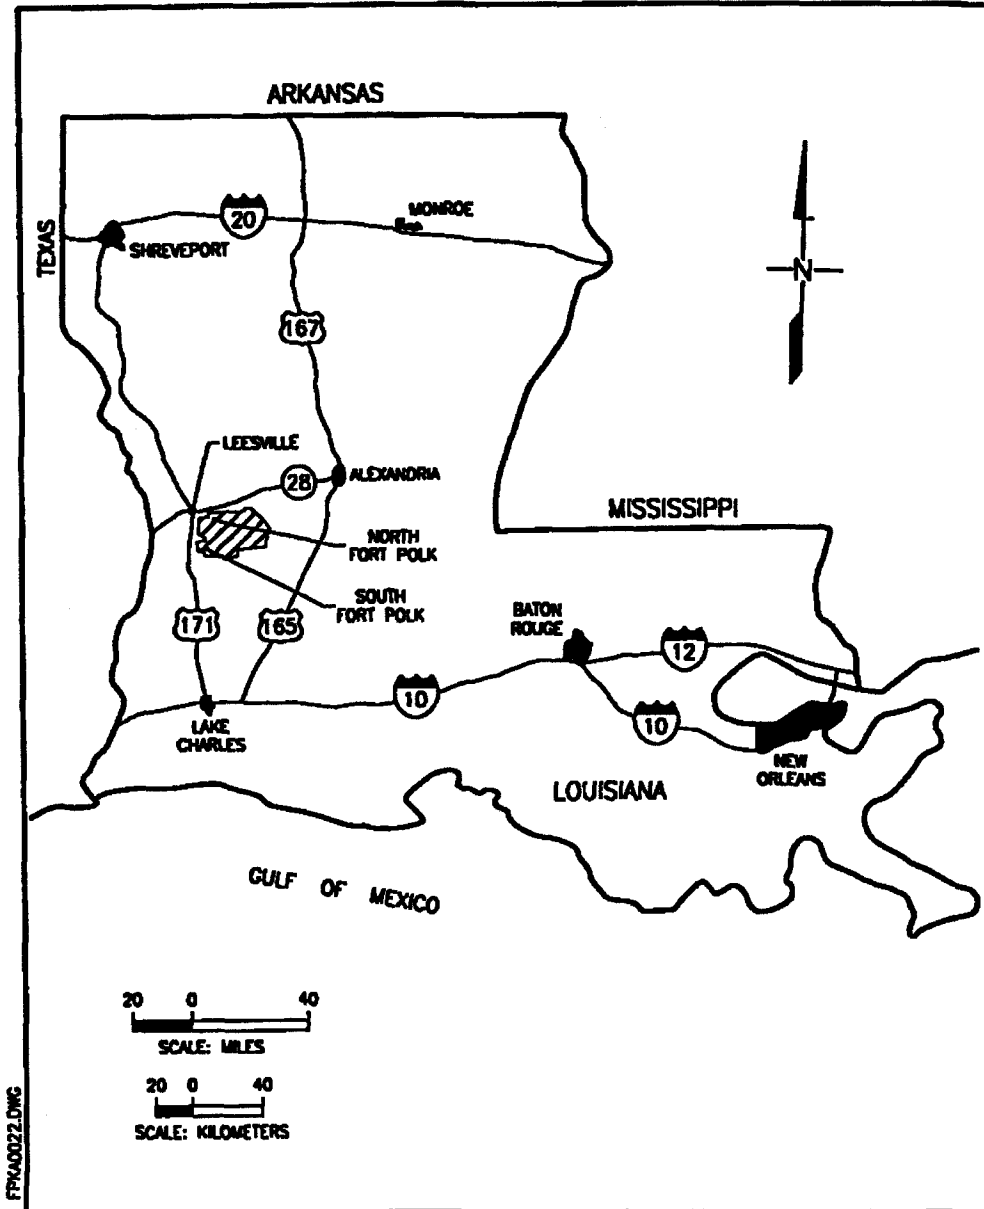 ARKANSAS
TEXAS
20
MONROE
SHREVEPORT
N
167
LEESVILLE
28
ALEXANDRIA
MISSISSIPPI
NORTH
FORT POLK
SOUTH
FORT POLK
171
165
BATON
ROUGE
12
10
10
LAKE
CHARLES
NEW
ORLEANS
LOUISIANA
GULF OF MEXICO
20 0 40
SCALE: MILES
20 0 40
SCALE: KILOMETERS
FPKA0022.DWG